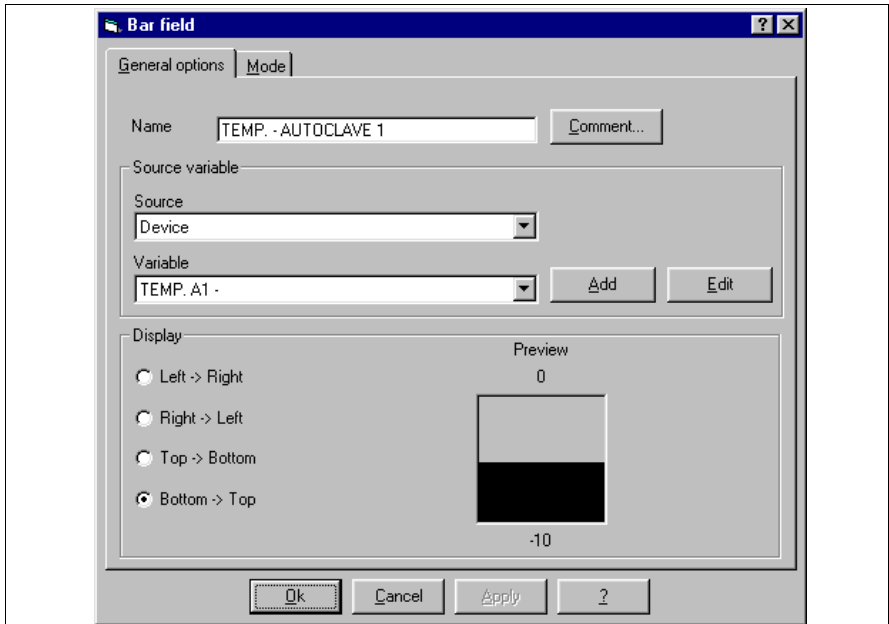 Bar field
General options Mode
Name TEMP. - AUTOCLAVE 1 Comment...
Source variable
Source
Device
Variable
TEMP. A1 - Add Edit
Display
Preview
Left -> Right 0
Right -> Left
Top -> Bottom
Bottom -> Top
-10
Ok Cancel Apply ?